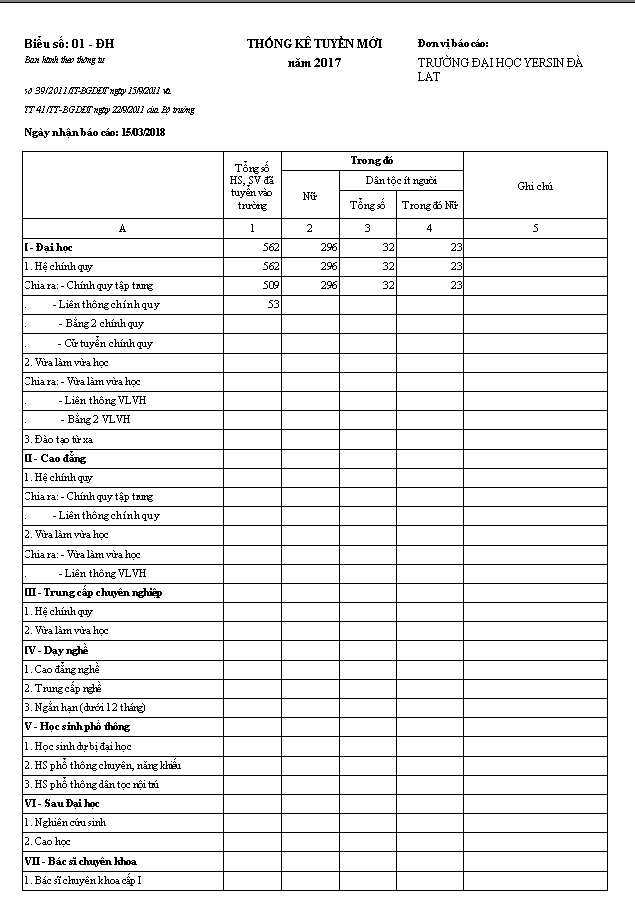 Biểu số: 01 - ĐH
THỐNG KÊ TUYỂN MỚI
Đơn vị báo cáo:
Ban hành theo thông tư
năm 2017
TRƯỜNG ĐẠI HỌC YERSIN ĐÀ
LẠT
số 39/2011/TT-BGDĐT ngày 15/9/2011 và
TT 41/TT-BGDĐT ngày 22/9/2011 của Bộ trưởng
Ngày nhận báo cáo: 15/03/2018
Tổng số
HS, SV đã
tuyển vào
trường
Trong đó
Ghi chú
Nữ
Dân tộc ít người
Tổng số
Trong đó Nữ
A 1 2 3 4 5
I - Đại học 562 296 32 23
1. Hệ chính quy 562 296 32 23
Chia ra: - Chính quy tập trung 509 296 32 23
. - Liên thông chính quy 53
. - Bằng 2 chính quy
. - Cử tuyển chính quy
2. Vừa làm vừa học
Chia ra: - Vừa làm vừa học
. - Liên thông VLVH
. - Bằng 2 VLVH
3. Đào tạo từ xa
II - Cao đẳng
1. Hệ chính quy
Chia ra: - Chính quy tập trung
. - Liên thông chính quy
2. Vừa làm vừa học
Chia ra: - Vừa làm vừa học
. - Liên thông VLVH
III - Trung cấp chuyên nghiệp
1. Hệ chính quy
2. Vừa làm vừa học
IV - Dạy nghề
1. Cao đẳng nghề
2. Trung cấp nghề
3. Ngắn hạn (dưới 12 tháng)
V - Học sinh phổ thông
1. Học sinh dự bị đại học
2. HS phổ thông chuyên, năng khiếu
3. HS phổ thông dân tọc nội trú
VI - Sau Đại học
1. Nghiên cứu sinh
2. Cao học
VII - Bác sĩ chuyên khoa
1. Bác sĩ chuyên khoa cấp I